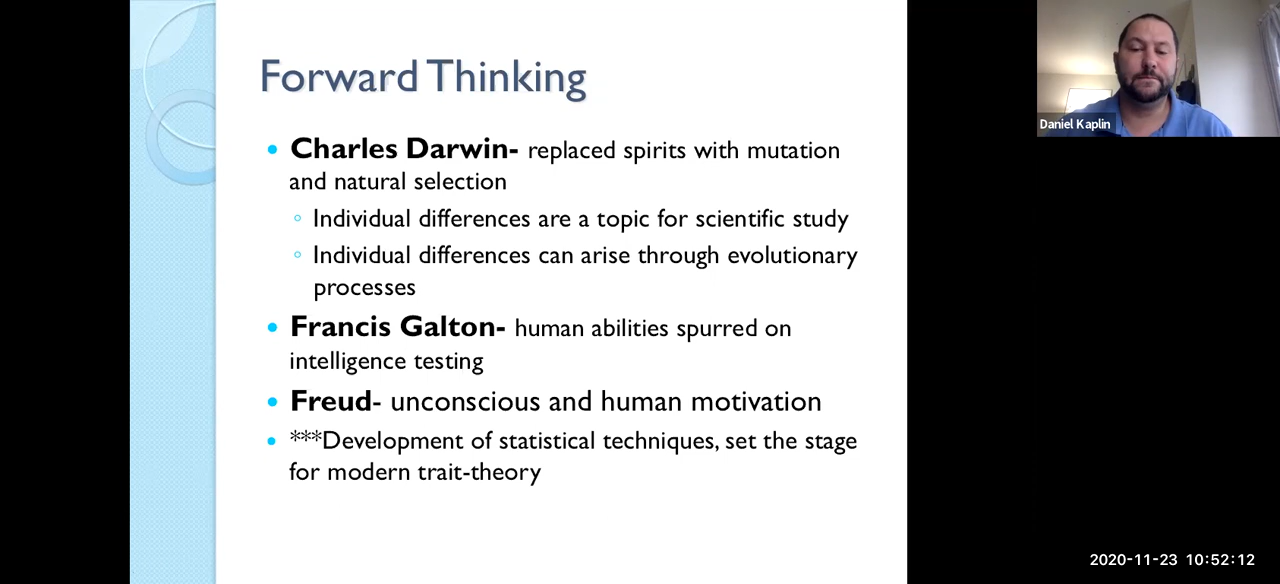 Forward Thinking
• Charles Darwin- replaced spirits with mutation
and natural selection
◦ Individual differences are a topic for scientific study
◦ Individual differences can arise through evolutionary
processes
• Francis Galton- human abilities spurred on
intelligence testing
• Freud- unconscious and human motivation
• ***Development of statistical techniques, set the stage
for modern trait-theory
Daniel Kaplin
2020-11-23 10:52:12